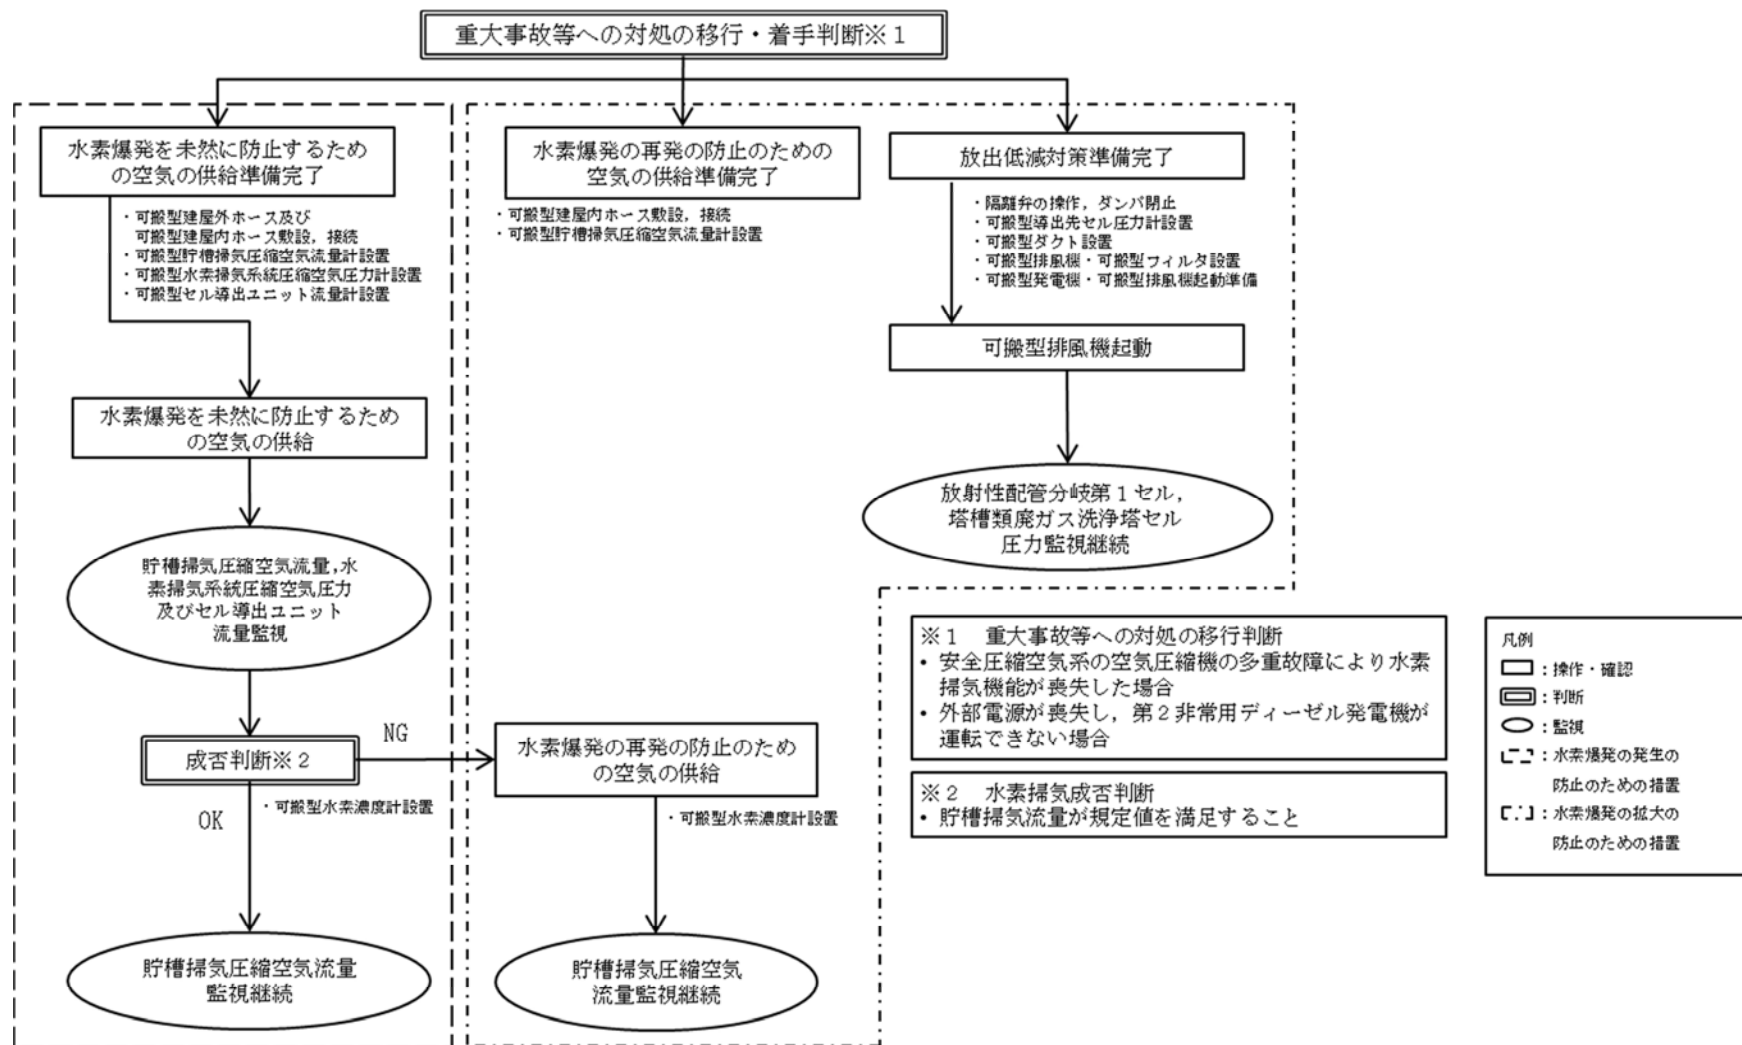 重大事故等への対処の移行・着手判断※１
水素爆発を未然に防止するため
の空気の供給準備完了
・可搬型建屋外ホース及び
可搬型建屋内ホース敷設，接続
・可搬型貯槽掃気圧縮空気流量計設置
・可搬型水素掃気系統圧縮空気圧力計設置
・可搬型セル導出ユニット流量計設置
水素爆発を未然に防止するため
の空気の供給
貯槽掃気圧縮空気流量，水
素掃気系統圧縮空気圧力
及びセル導出ユニット
流量監視
成否判断※２
NG
OK
・可搬型水素濃度計設置
貯槽掃気圧縮空気流量
監視継続
水素爆発の再発の防止のための
空気の供給準備完了
・可搬型建屋内ホース敷設，接続
・可搬型貯槽掃気圧縮空気流量計設置
水素爆発の再発の防止のため
の空気の供給
・可搬型水素濃度計設置
貯槽掃気圧縮空気
流量監視継続
放出低減対策準備完了
・隔離弁の操作，ダンパ閉止
・可搬型導出先セル圧力計設置
・可搬型ダクト設置
・可搬型排風機・可搬型フィルタ設置
・可搬型発電機・可搬型排風機起動準備
可搬型排風機起動
放射性配管分岐第１セル，
塔槽類廃ガス洗浄塔セル
圧力監視継続
※１　重大事故等への対処の移行判断
• 安全圧縮空気系の空気圧縮機の多重故障により水素
掃気機能が喪失した場合
• 外部電源が喪失し，第２非常用ディーゼル発電機が
運転できない場合
※２　水素掃気成否判断
• 貯槽掃気流量が規定値を満足すること
凡例
：操作・確認
：判断
：監視
：水素爆発の発生の
防止のための措置
：水素爆発の拡大の
防止のための措置